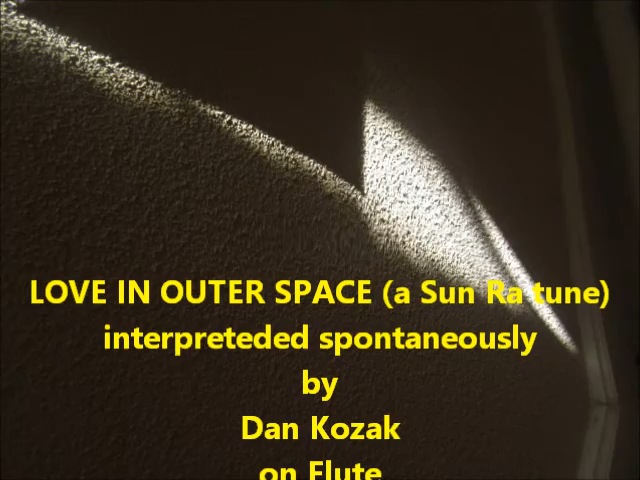 LOVE IN OUTER SPACE (a Sun Ra tune)
interpreteded spontaneously
by
Dan Kozak
on Flute